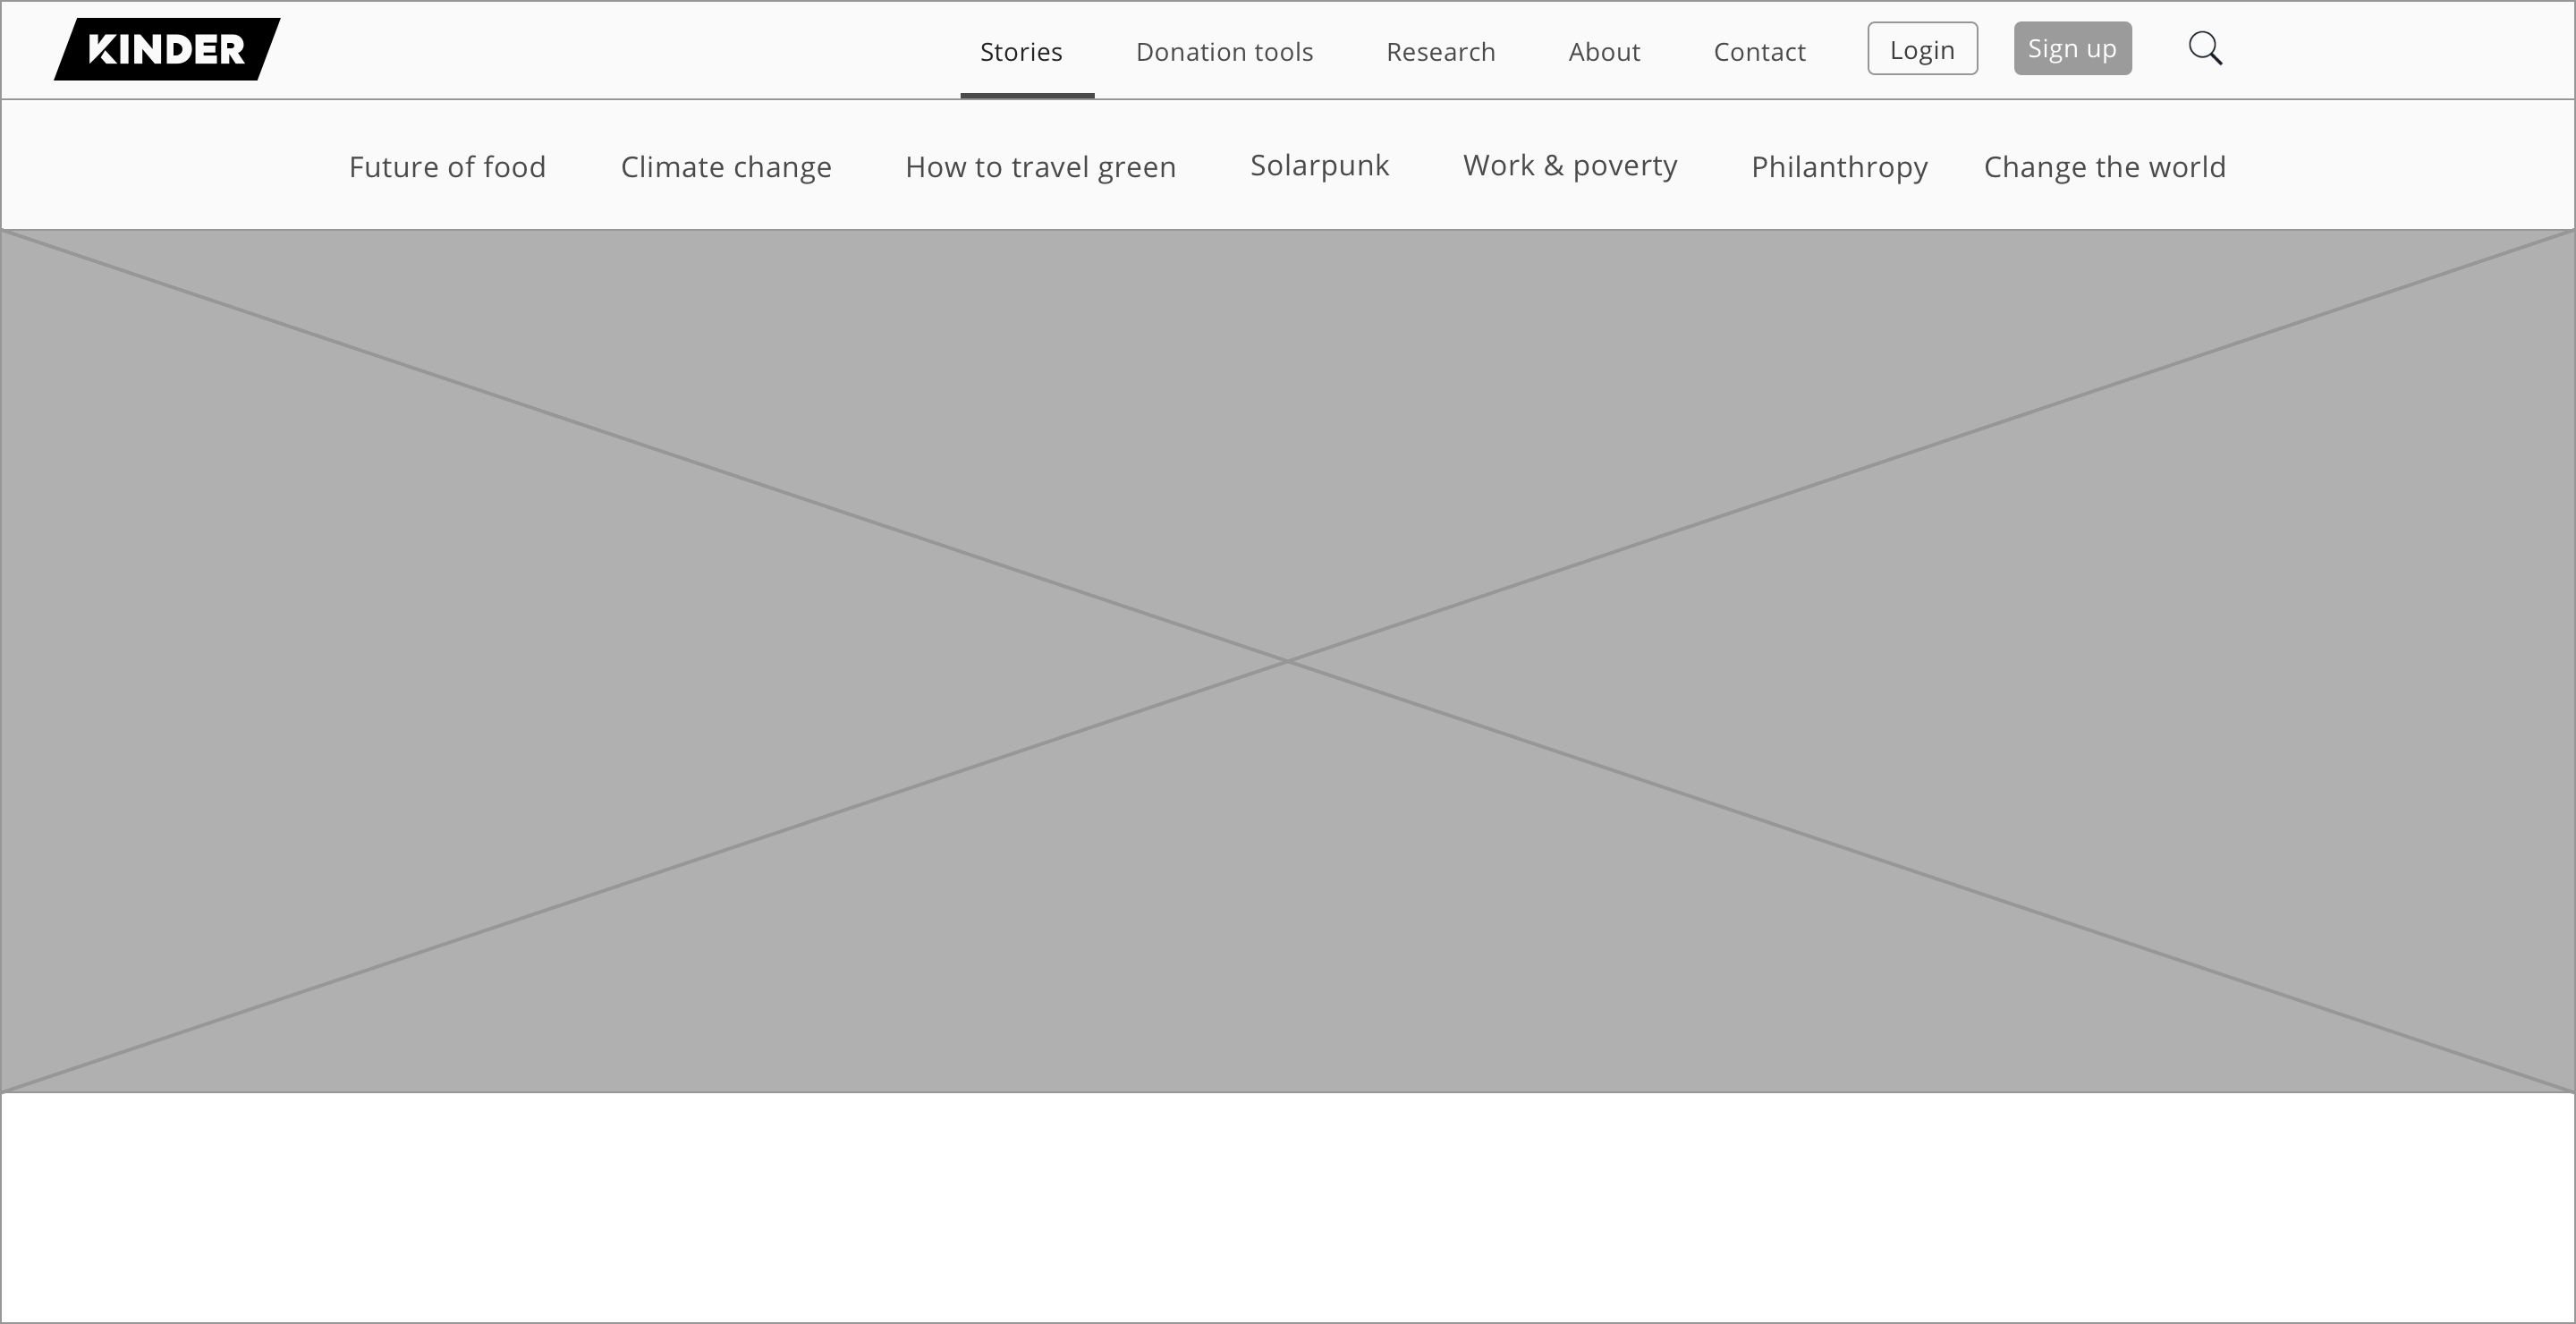 KINDER
Stories Donation tools Research About Contact Login Sign up
Future of food Climate change How to travel green Solarpunk Work & poverty Philanthropy Change the world